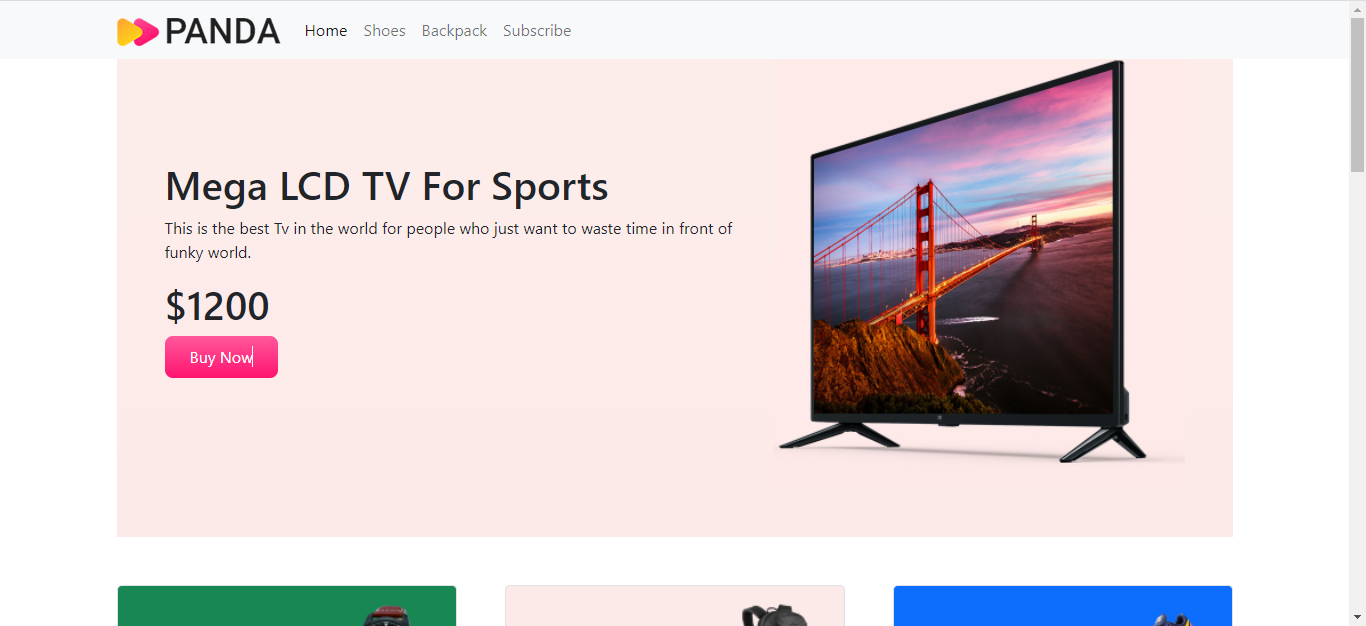 PANDA Home Shoes Backpack Subscribe
Mega LCD TV For Sports
This is the best Tv in the world for people who just want to waste time in front of
funky world.
$1200
Buy Now